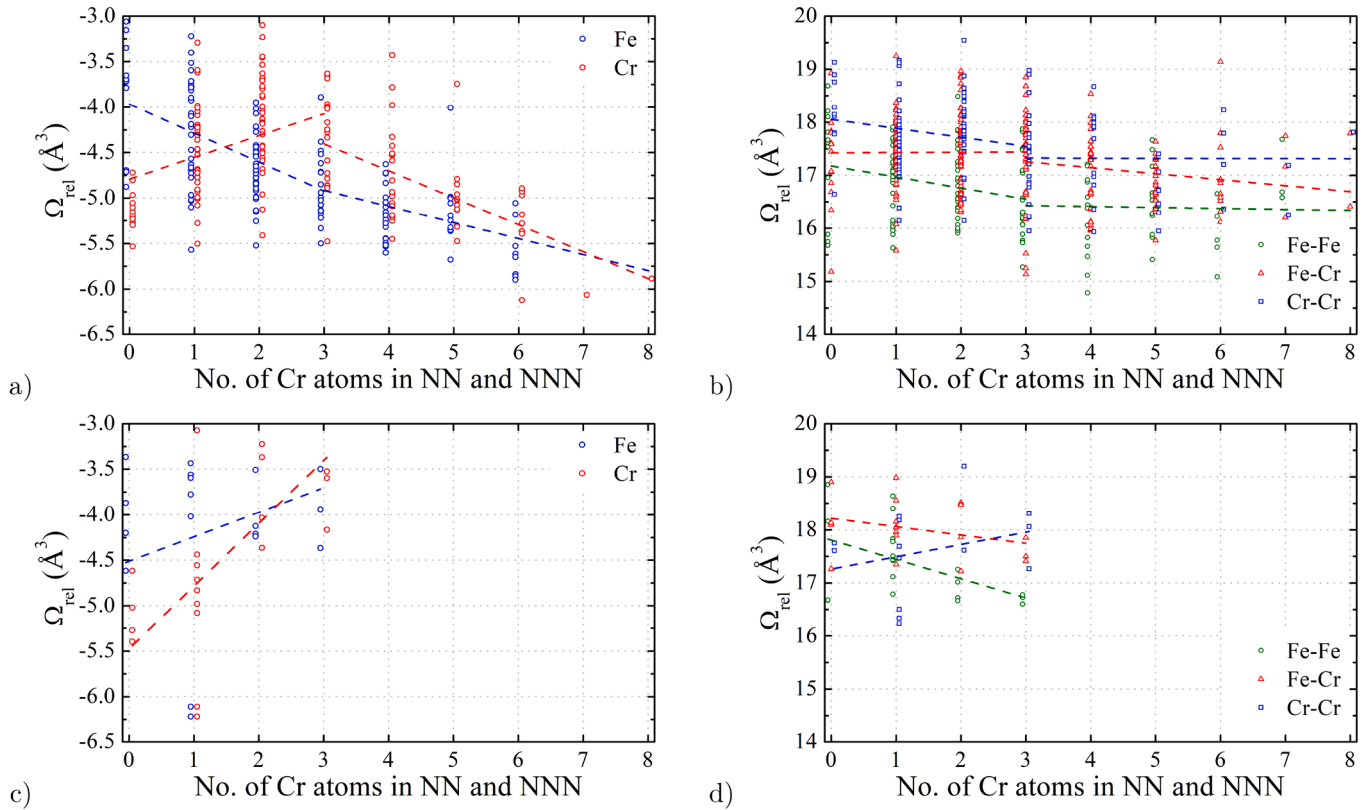 -3.0
-3.5
-4.0
-4.5
-5.0
-5.5
-6.0
-6.5
Ω_rel (Å³)
0 1 2 3 4 5 6 7 8
No. of Cr atoms in NN and NNN
Fe
Cr
a)
20
19
18
17
16
15
14
Ω_rel (Å³)
0 1 2 3 4 5 6 7 8
No. of Cr atoms in NN and NNN
Fe-Fe
Fe-Cr
Cr-Cr
b)
-3.0
-3.5
-4.0
-4.5
-5.0
-5.5
-6.0
-6.5
Ω_rel (Å³)
0 1 2 3 4 5 6 7 8
No. of Cr atoms in NN and NNN
Fe
Cr
c)
20
19
18
17
16
15
14
Ω_rel (Å³)
0 1 2 3 4 5 6 7 8
No. of Cr atoms in NN and NNN
Fe-Fe
Fe-Cr
Cr-Cr
d)